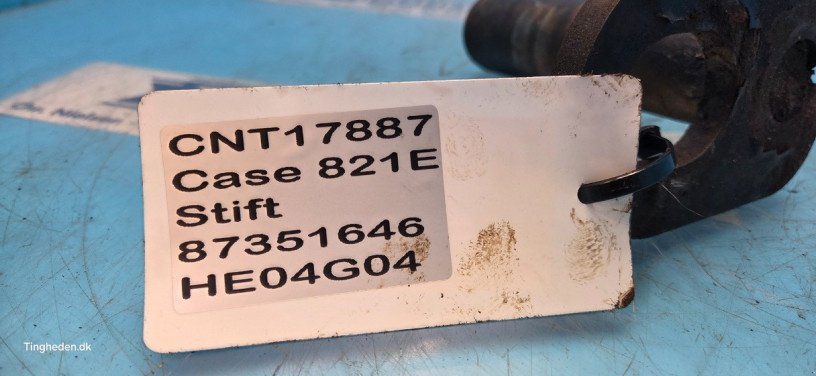 CNT17887
Case 821E
Stift
87351646
HE04G04
Tingheden.dk